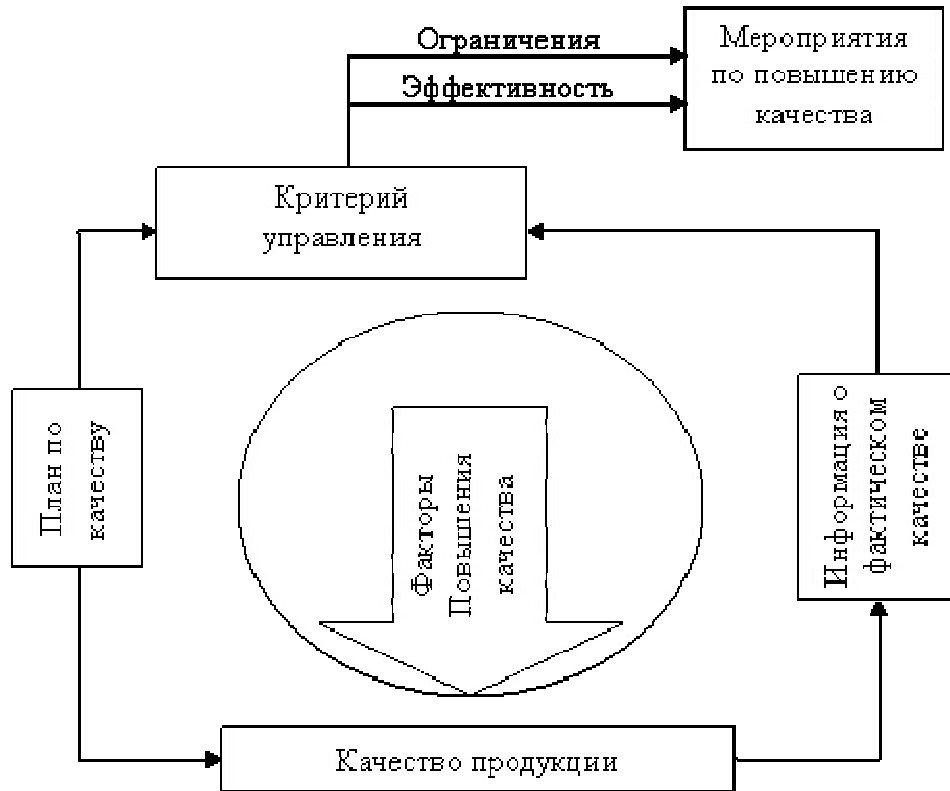 Ограничения
Эффективность
Мероприятия
по повышению
качества
Критерий
управления
План по
качеству
Факторы
Повышения
качества
Информация о
фактическом
качестве
Качество продукции